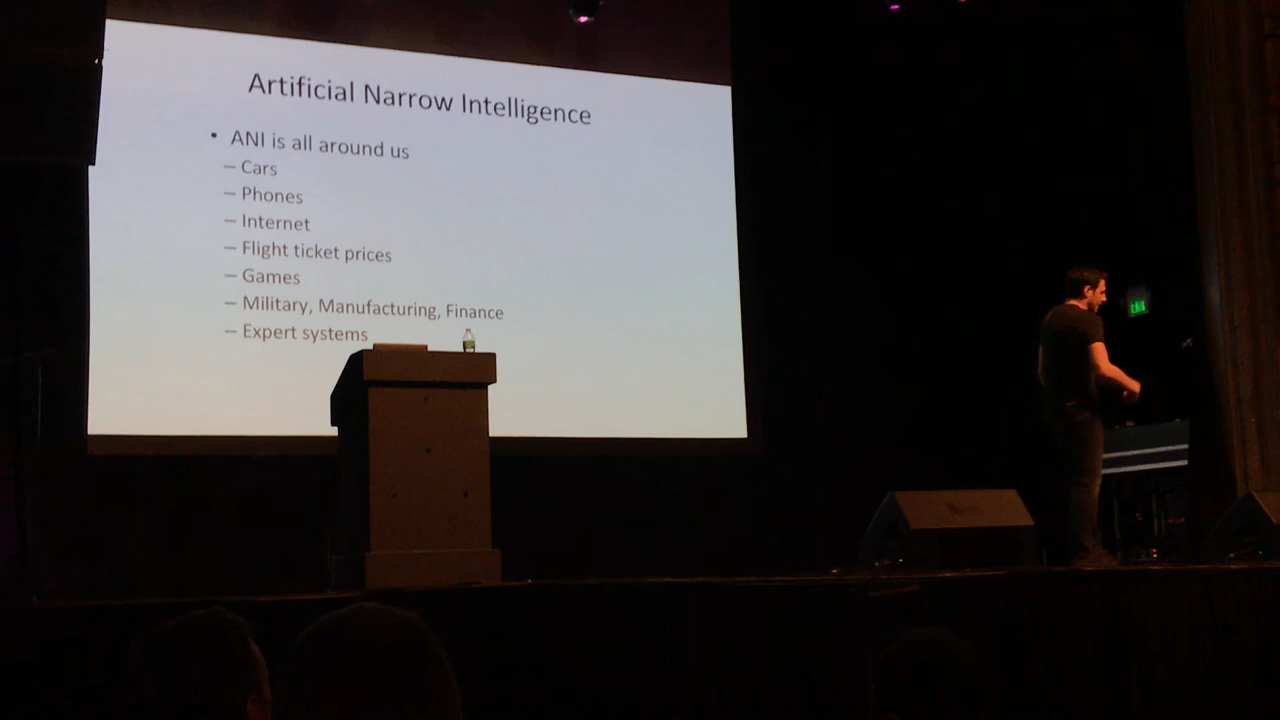 Artificial Narrow Intelligence
• ANI is all around us
– Cars
– Phones
– Internet
– Flight ticket prices
– Games
– Military, Manufacturing, Finance
– Expert systems
EXIT